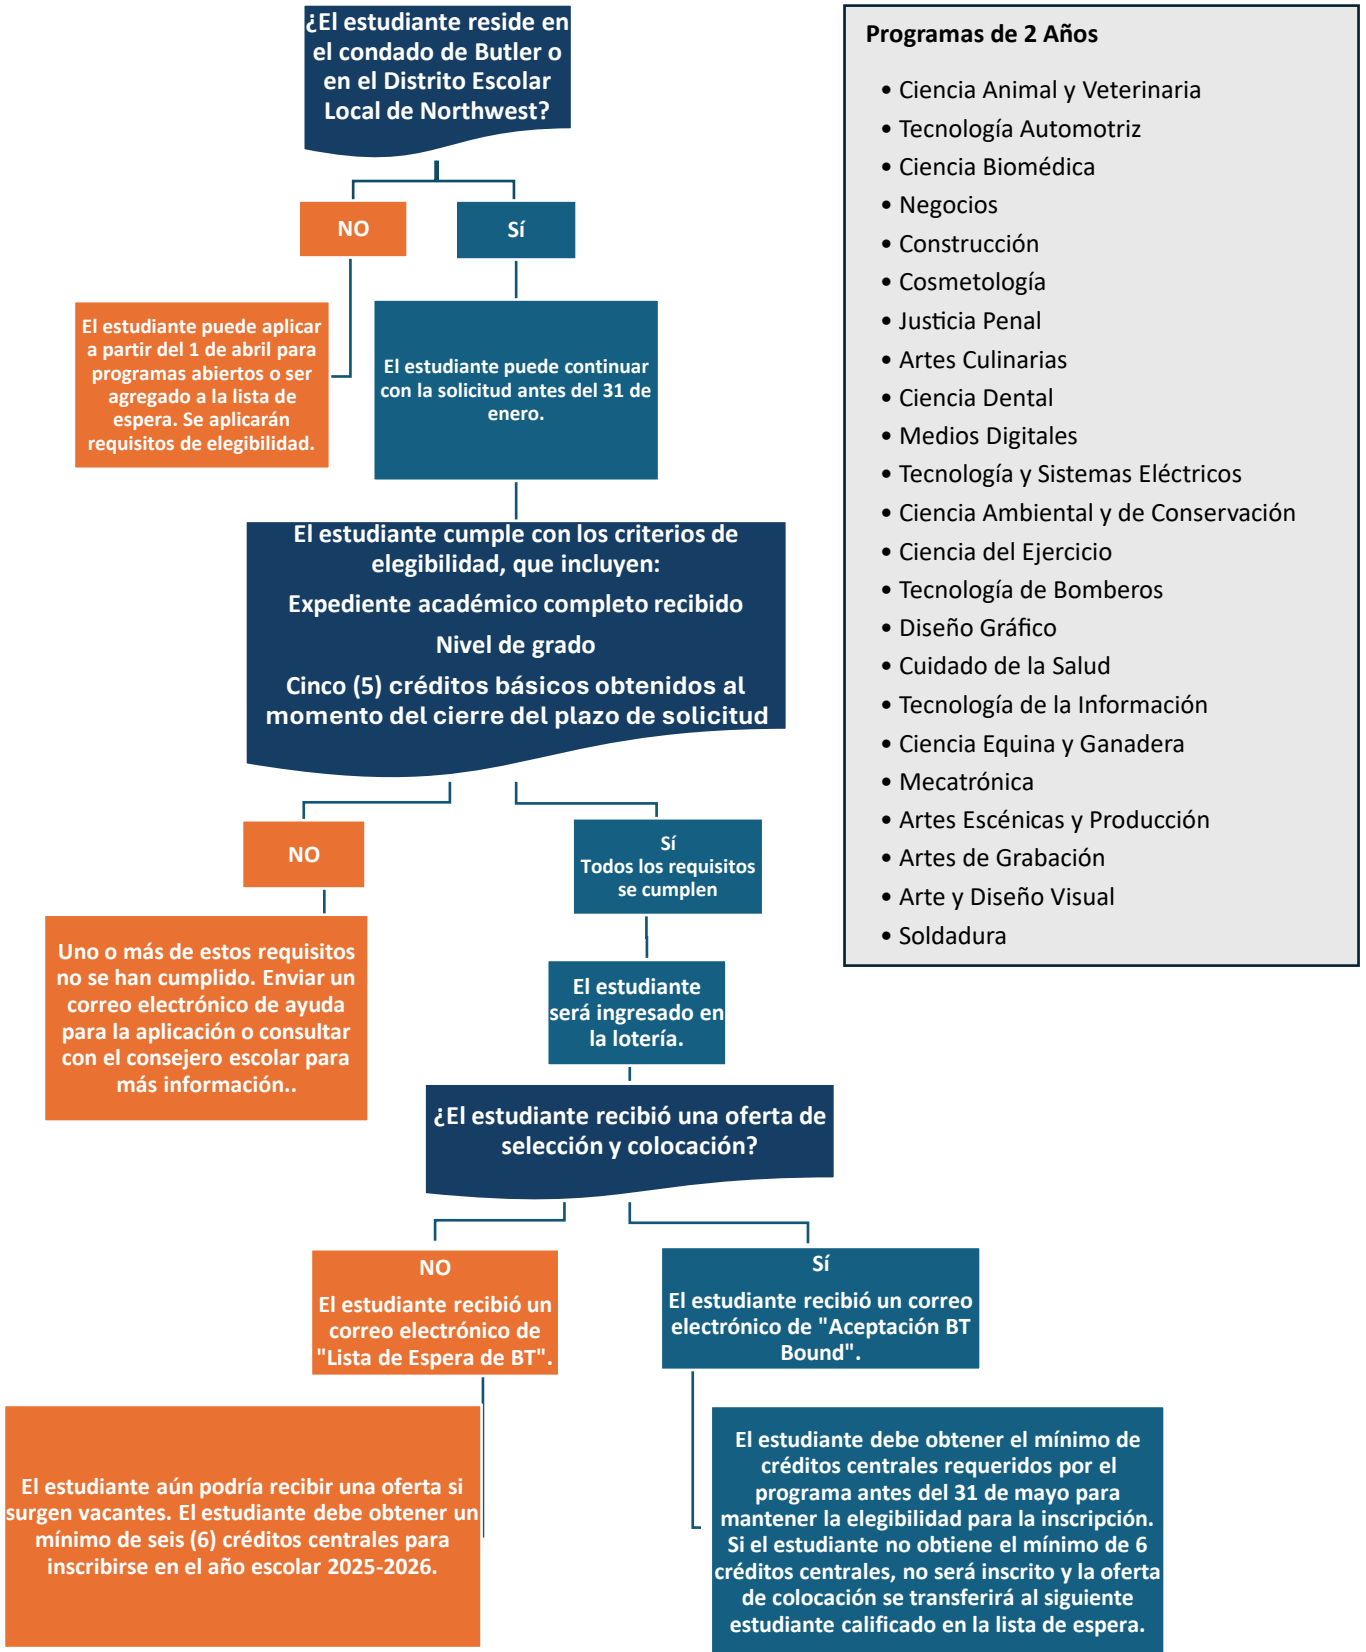 ¿El estudiante reside en
el condado de Butler o
en el Distrito Escolar
Local de Northwest?
NO
Sí
El estudiante puede aplicar
a partir del 1 de abril para
programas abiertos o ser
agregado a la lista de
espera. Se aplicarán
requisitos de elegibilidad.
El estudiante puede continuar
con la solicitud antes del 31 de
enero.
El estudiante cumple con los criterios de
elegibilidad, que incluyen:
Expediente académico completo recibido
Nivel de grado
Cinco (5) créditos básicos obtenidos al
momento del cierre del plazo de solicitud
NO
Sí
Todos los requisitos
se cumplen
Uno o más de estos requisitos
no se han cumplido. Enviar un
correo electrónico de ayuda
para la aplicación o consultar
con el consejero escolar para
más información..
El estudiante
será ingresado en
la lotería.
¿El estudiante recibió una oferta de
selección y colocación?
NO
El estudiante recibió un
correo electrónico de
"Lista de Espera de BT".
Sí
El estudiante recibió un correo
electrónico de "Aceptación BT
Bound".
El estudiante aún podría recibir una oferta si
surgen vacantes. El estudiante debe obtener un
mínimo de seis (6) créditos centrales para
inscribirse en el año escolar 2025-2026.
El estudiante debe obtener el mínimo de
créditos centrales requeridos por el
programa antes del 31 de mayo para
mantener la elegibilidad para la inscripción.
Si el estudiante no obtiene el mínimo de 6
créditos centrales, no será inscrito y la oferta
de colocación se transferirá al siguiente
estudiante calificado en la lista de espera.
Programas de 2 Años
• Ciencia Animal y Veterinaria
• Tecnología Automotriz
• Ciencia Biomédica
• Negocios
• Construcción
• Cosmetología
• Justicia Penal
• Artes Culinarias
• Ciencia Dental
• Medios Digitales
• Tecnología y Sistemas Eléctricos
• Ciencia Ambiental y de Conservación
• Ciencia del Ejercicio
• Tecnología de Bomberos
• Diseño Gráfico
• Cuidado de la Salud
• Tecnología de la Información
• Ciencia Equina y Ganadera
• Mecatrónica
• Artes Escénicas y Producción
• Artes de Grabación
• Arte y Diseño Visual
• Soldadura